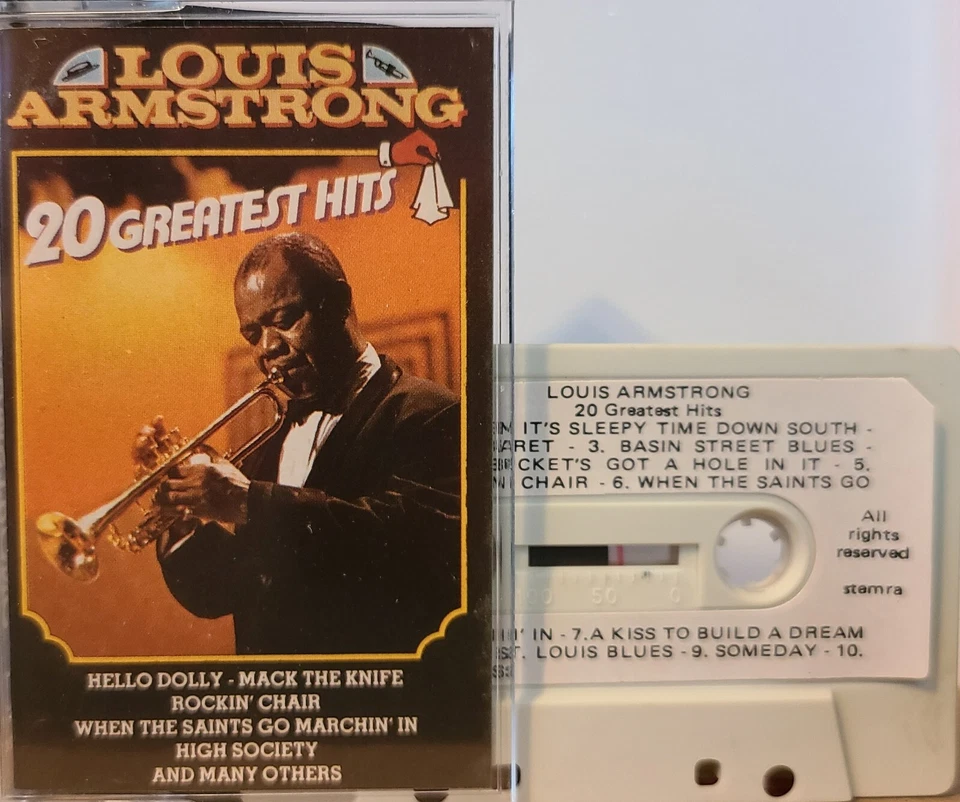 LOUIS
ARMSTRONG
20 GREATEST HITS
HELLO DOLLY - MACK THE KNIFE
ROCKIN' CHAIR
WHEN THE SAINTS GO MARCHIN' IN
HIGH SOCIETY
AND MANY OTHERS
LOUIS ARMSTRONG
20 Greatest Hits
IT'S SLEEPY TIME DOWN SOUTH -
- 3. BASIN STREET BLUES -
GOT A HOLE IN IT - 5.
CHAIR - 6. WHEN THE SAINTS GO
All
rights
reserved
stemra
50 0
IN - 7.A KISS TO BUILD A DREAM
ST. LOUIS BLUES - 9. SOMEDAY - 10.